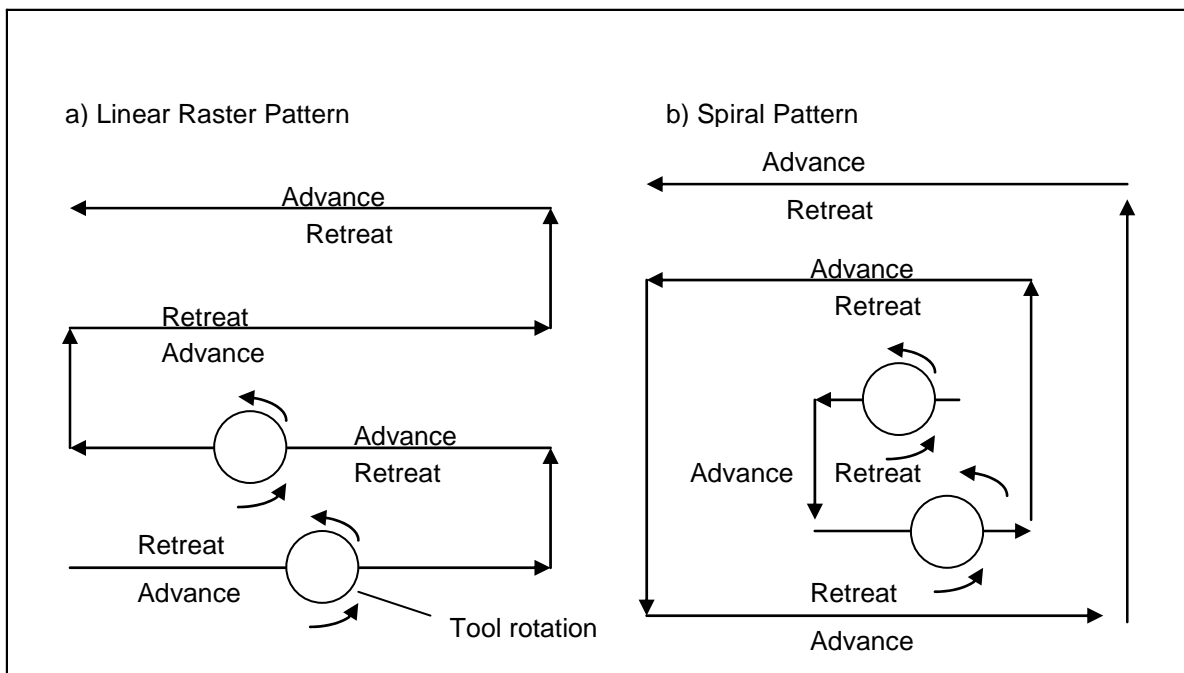 a) Linear Raster Pattern
Advance
Retreat
Retreat
Advance
Advance
Retreat
Retreat
Advance
Tool rotation
b) Spiral Pattern
Advance
Retreat
Advance
Retreat
Advance
Retreat
Retreat
Advance